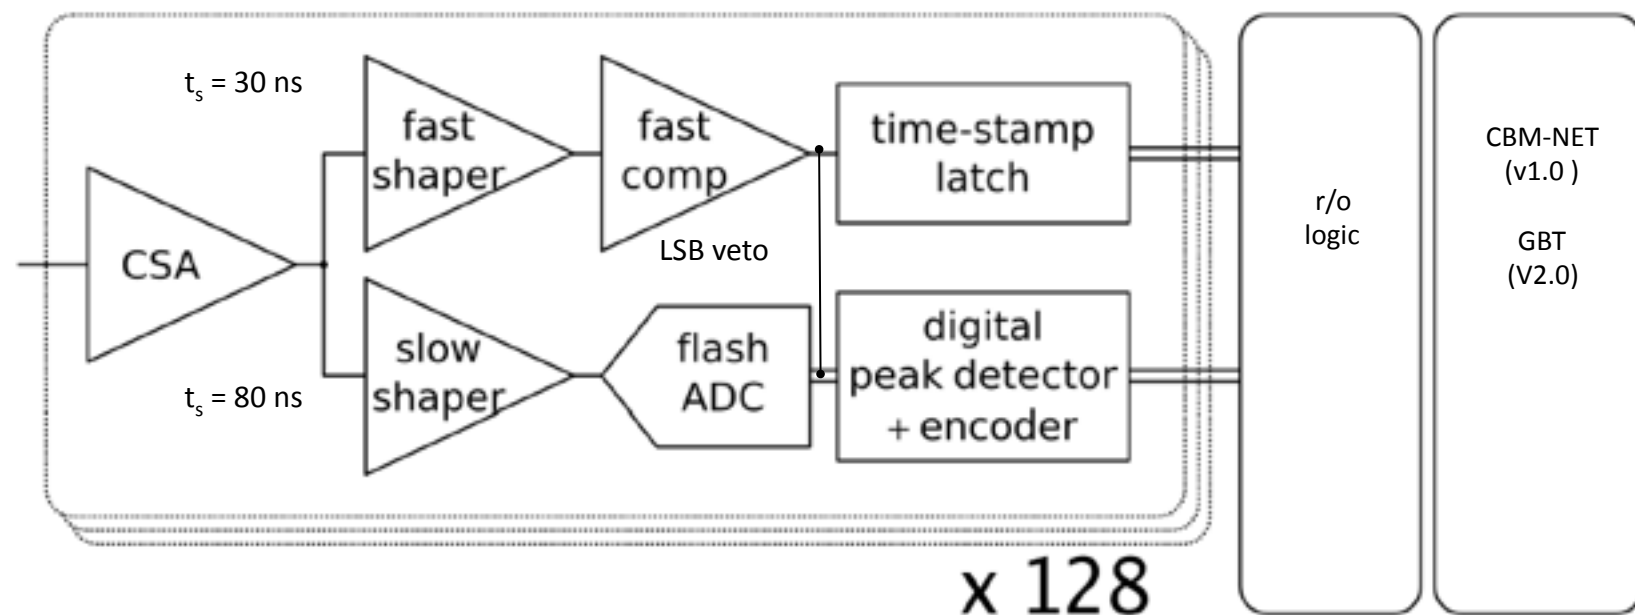 t_s = 30 ns
fast
shaper
fast
comp
time-stamp
latch
CSA
LSB veto
slow
shaper
t_s = 80 ns
flash
ADC
digital
peak detector
+ encoder
x 128
r/o
logic
CBM-NET
(v1.0 )
GBT
(V2.0)